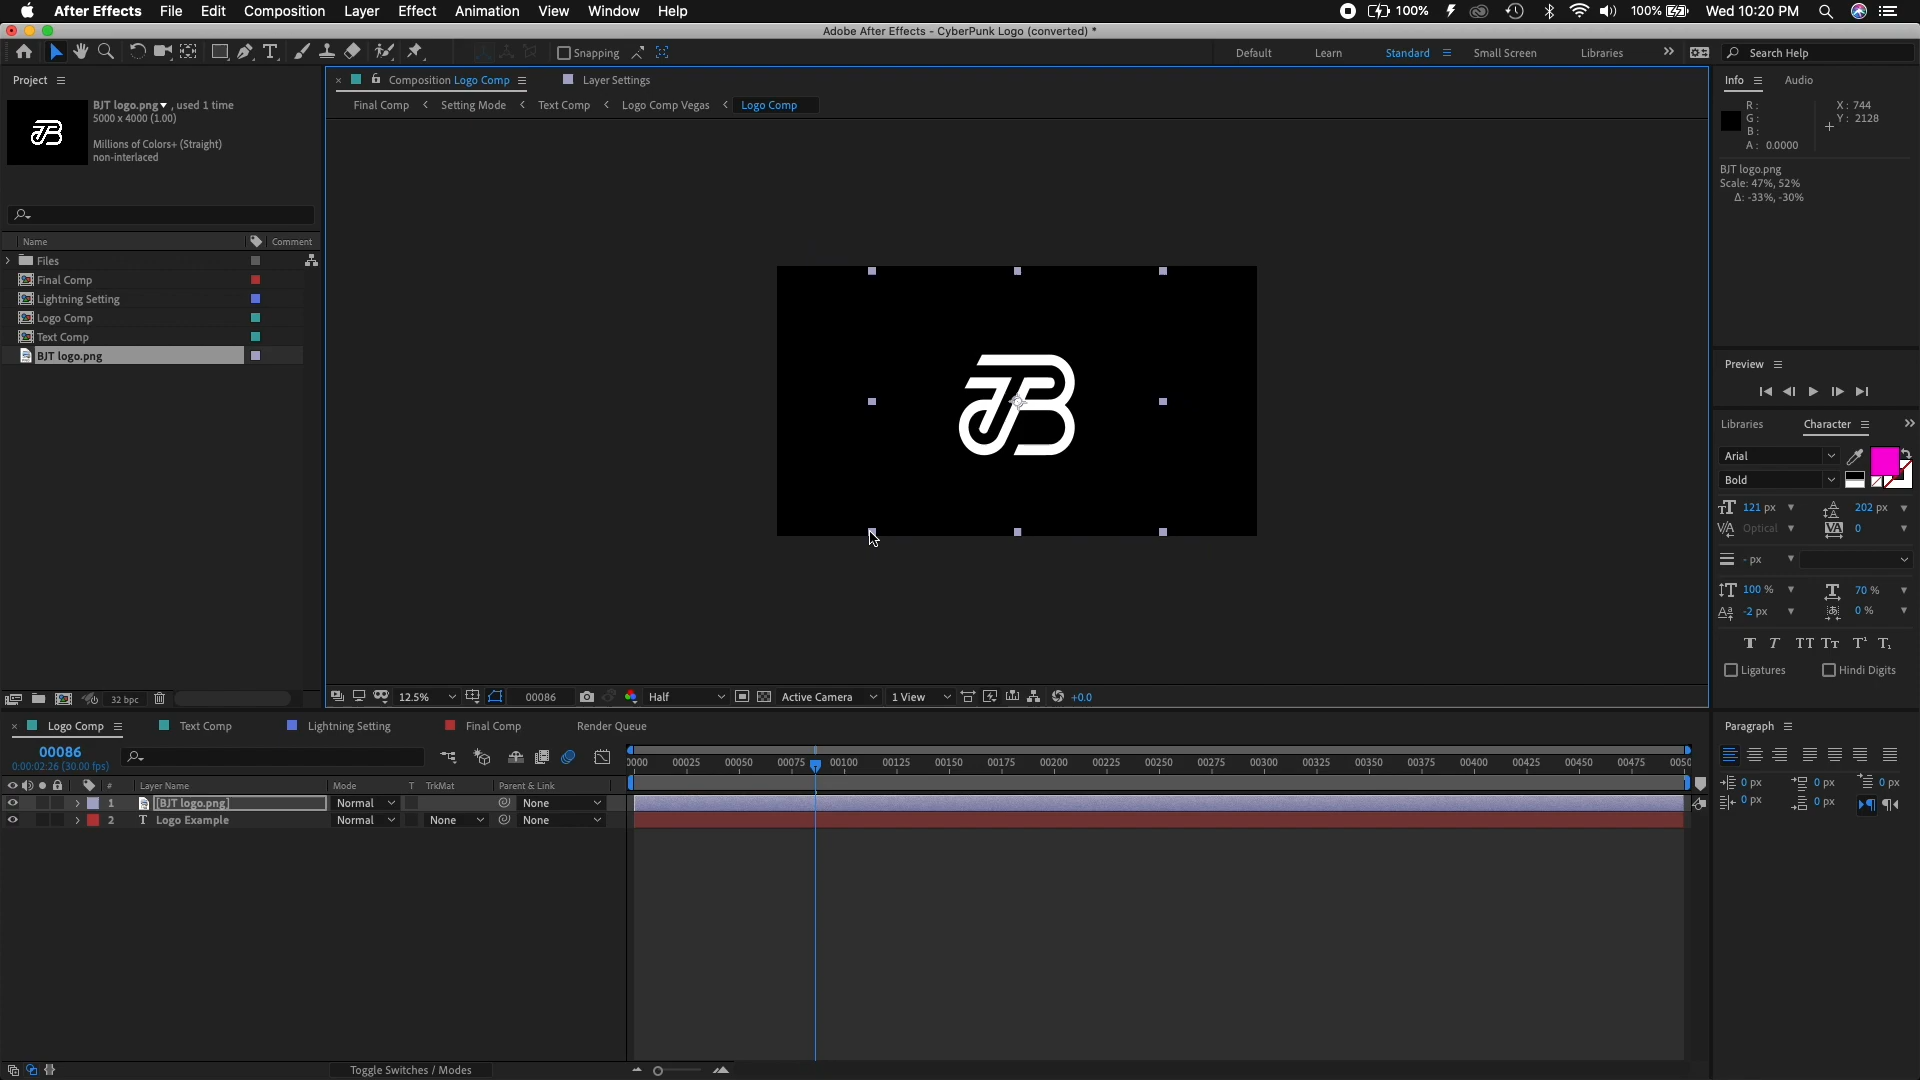 After Effects File Edit Composition Layer Effect Animation View Window Help 100% 100% Wed 10:20 PM
Adobe After Effects - CyberPunk Logo (converted) *
Snapping Default Learn Standard Small Screen Libraries Search Help
Project
BJT logo.png , used 1 time
5000 x 4000 (1.00)
Millions of Colors+ (Straight)
non-interlaced
Name Comment
Files
Final Comp
Lightning Setting
Logo Comp
Text Comp
BJT logo.png
32 bpc
Composition Logo Comp Layer Settings
Final Comp Setting Mode Text Comp Logo Comp Vegas Logo Comp
12.5% 00086 Half Active Camera 1 View +0.0
Info Audio
R: X: 744
G: Y: 2128
B:
A: 0.0000
BJT logo.png
Scale: 47%, 52%
Δ: -33%, -30%
Preview
Libraries Character
Arial
Bold
121 px 202 px
Optical 0
- px
100 % 70 %
-2 px 0 %
Ligatures Hindi Digits
Paragraph
0 px 0 px 0 px
0 px 0 px
Logo Comp Text Comp Lightning Setting Final Comp Render Queue
00086
0:00:02:26 (30.00 fps)
0000 00025 00050 00075 00100 00125 00150 00175 00200 00225 00250 00275 00300 00325 00350 00375 00400 00425 00450 00475 0050
# Layer Name Mode T TrkMat Parent & Link
1 [BJT logo.png] Normal None
2 T Logo Example Normal None None
Toggle Switches / Modes